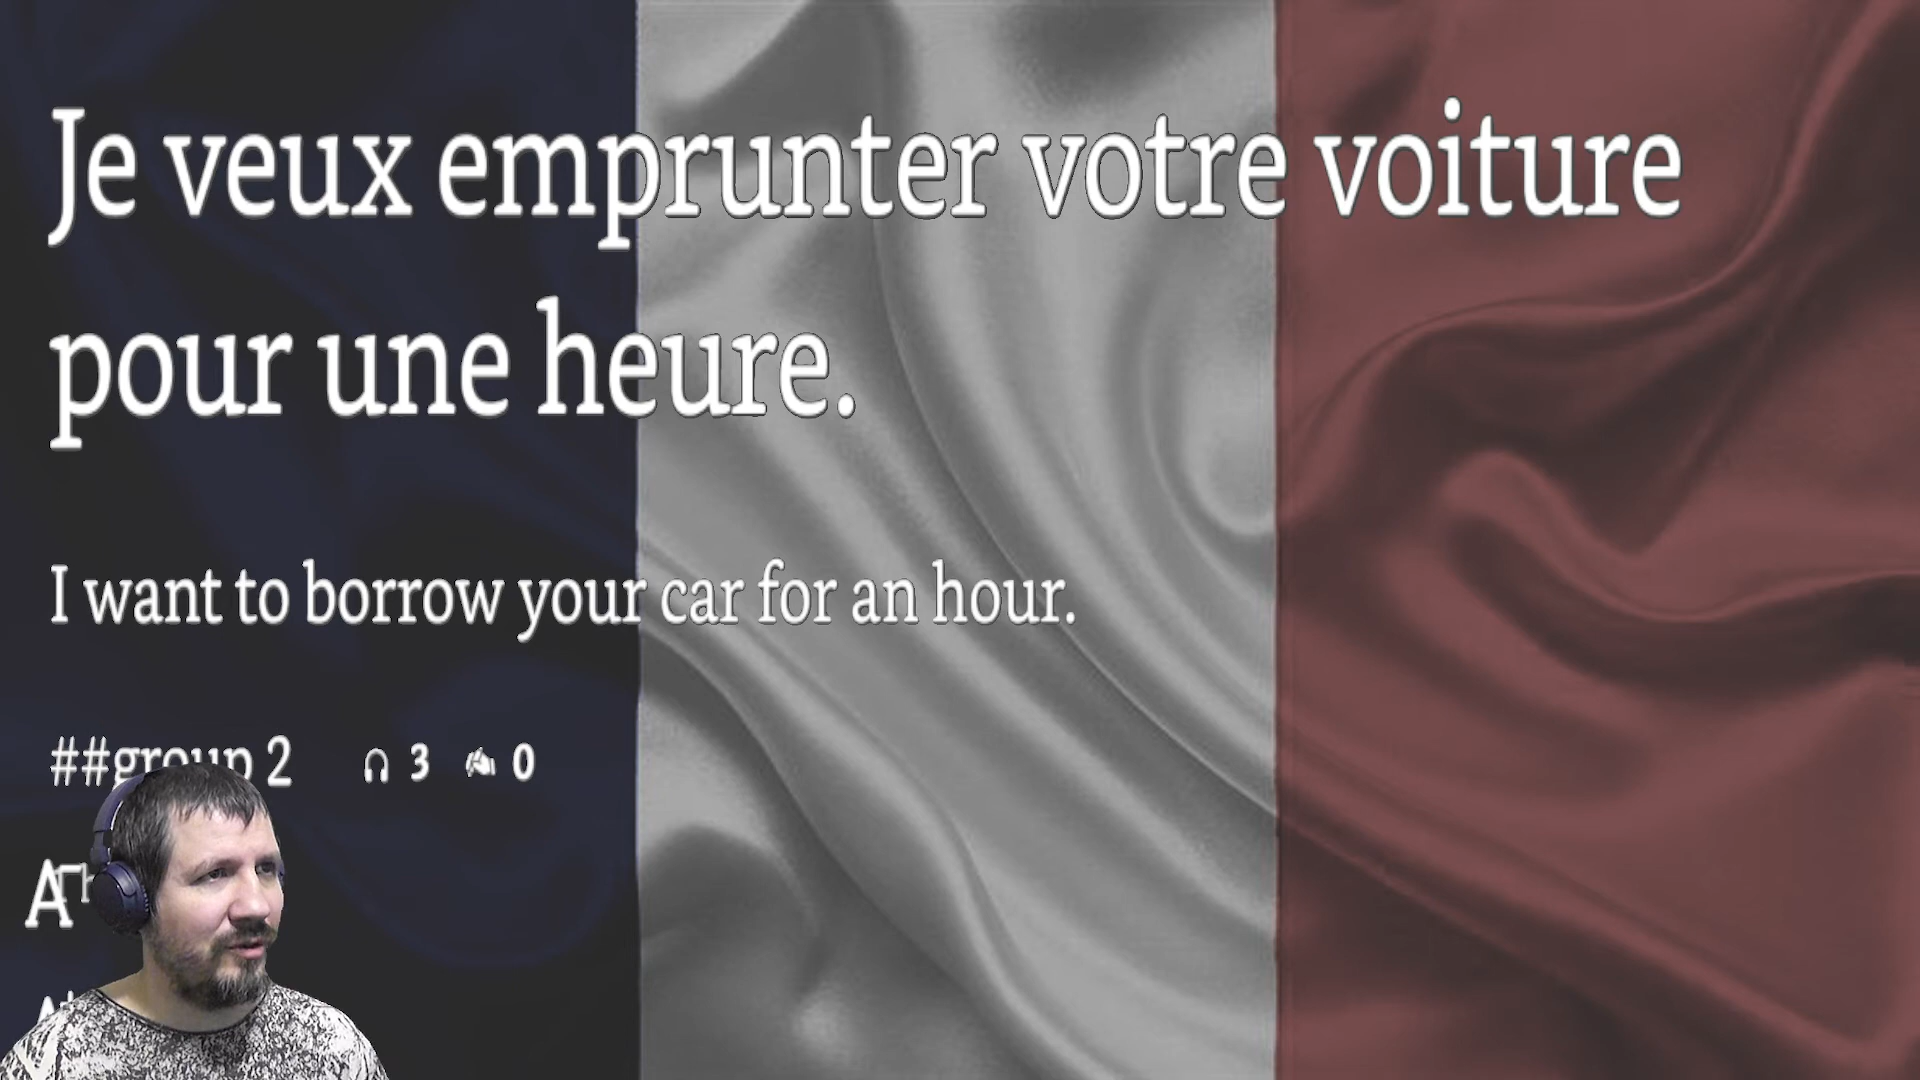 Je veux emprunter votre voiture
pour une heure.
I want to borrow your car for an hour.
##group 2 3 0